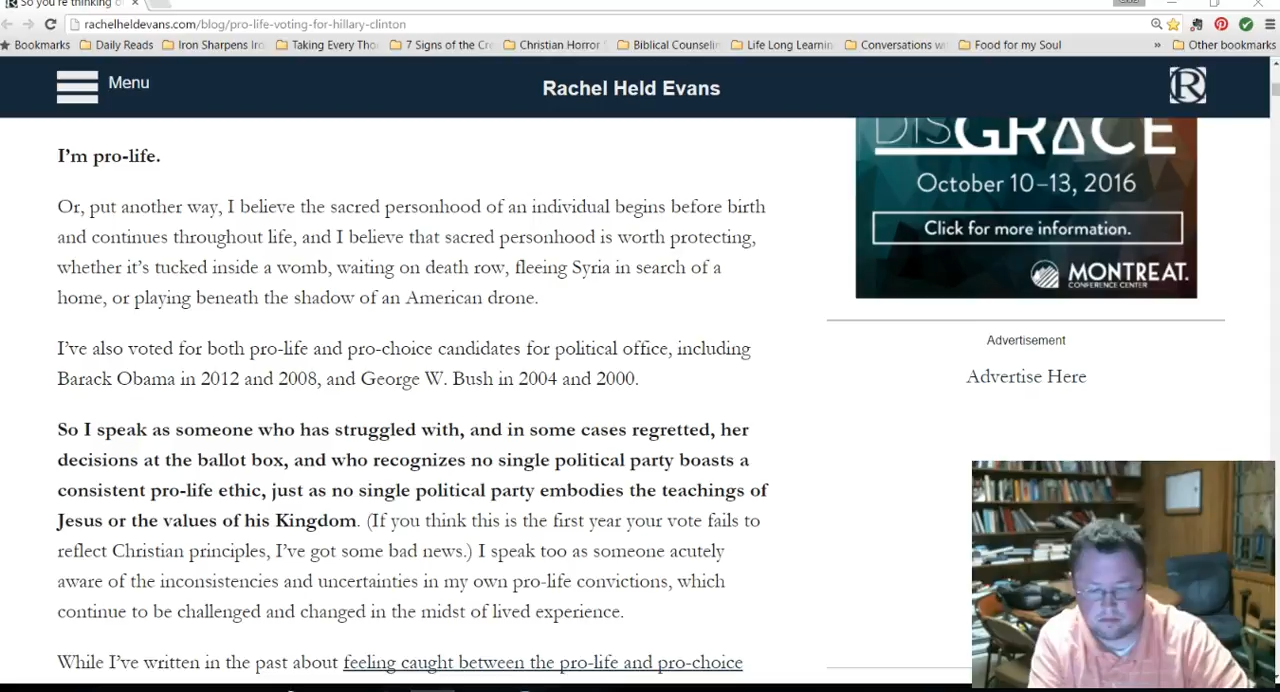 So you're thinking o
rachelheldevans.com/blog/pro-life-voting-for-hillary-clinton
Bookmarks Daily Reads Iron Sharpens Iro Taking Every Tho 7 Signs of the Cre Christian Horror Biblical Counselin Life Long Learnin Conversations wi Food for my Soul » Other bookmarks
Menu
Rachel Held Evans
R
DISGRACE
October 10–13, 2016
Click for more information.
MONTREAT.
CONFERENCE CENTER
Advertisement
Advertise Here
I'm pro-life.
Or, put another way, I believe the sacred personhood of an individual begins before birth
and continues throughout life, and I believe that sacred personhood is worth protecting,
whether it's tucked inside a womb, waiting on death row, fleeing Syria in search of a
home, or playing beneath the shadow of an American drone.
I've also voted for both pro-life and pro-choice candidates for political office, including
Barack Obama in 2012 and 2008, and George W. Bush in 2004 and 2000.
So I speak as someone who has struggled with, and in some cases regretted, her
decisions at the ballot box, and who recognizes no single political party boasts a
consistent pro-life ethic, just as no single political party embodies the teachings of
Jesus or the values of his Kingdom. (If you think this is the first year your vote fails to
reflect Christian principles, I've got some bad news.) I speak too as someone acutely
aware of the inconsistencies and uncertainties in my own pro-life convictions, which
continue to be challenged and changed in the midst of lived experience.
While I've written in the past about feeling caught between the pro-life and pro-choice